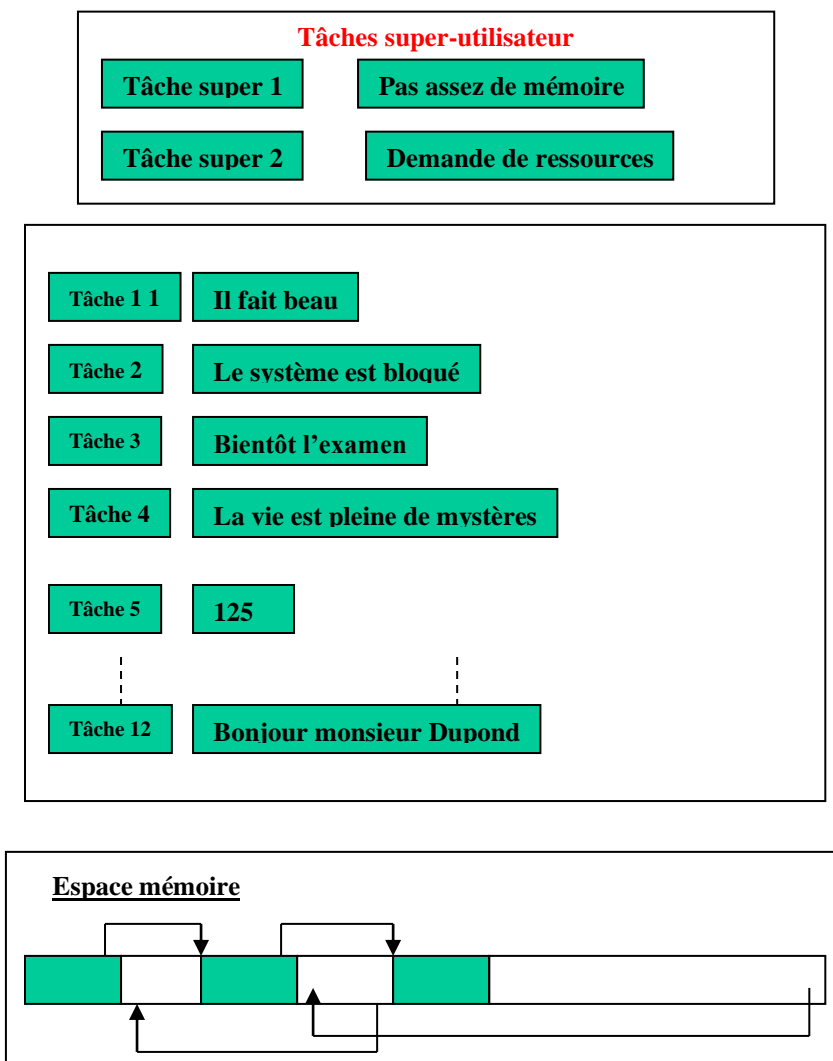 Tâches super-utilisateur
Tâche super 1 Pas assez de mémoire
Tâche super 2 Demande de ressources
Tâche 1 1 Il fait beau
Tâche 2 Le système est bloqué
Tâche 3 Bientôt l’examen
Tâche 4 La vie est pleine de mystères
Tâche 5 125
Tâche 12 Bonjour monsieur Dupond
Espace mémoire